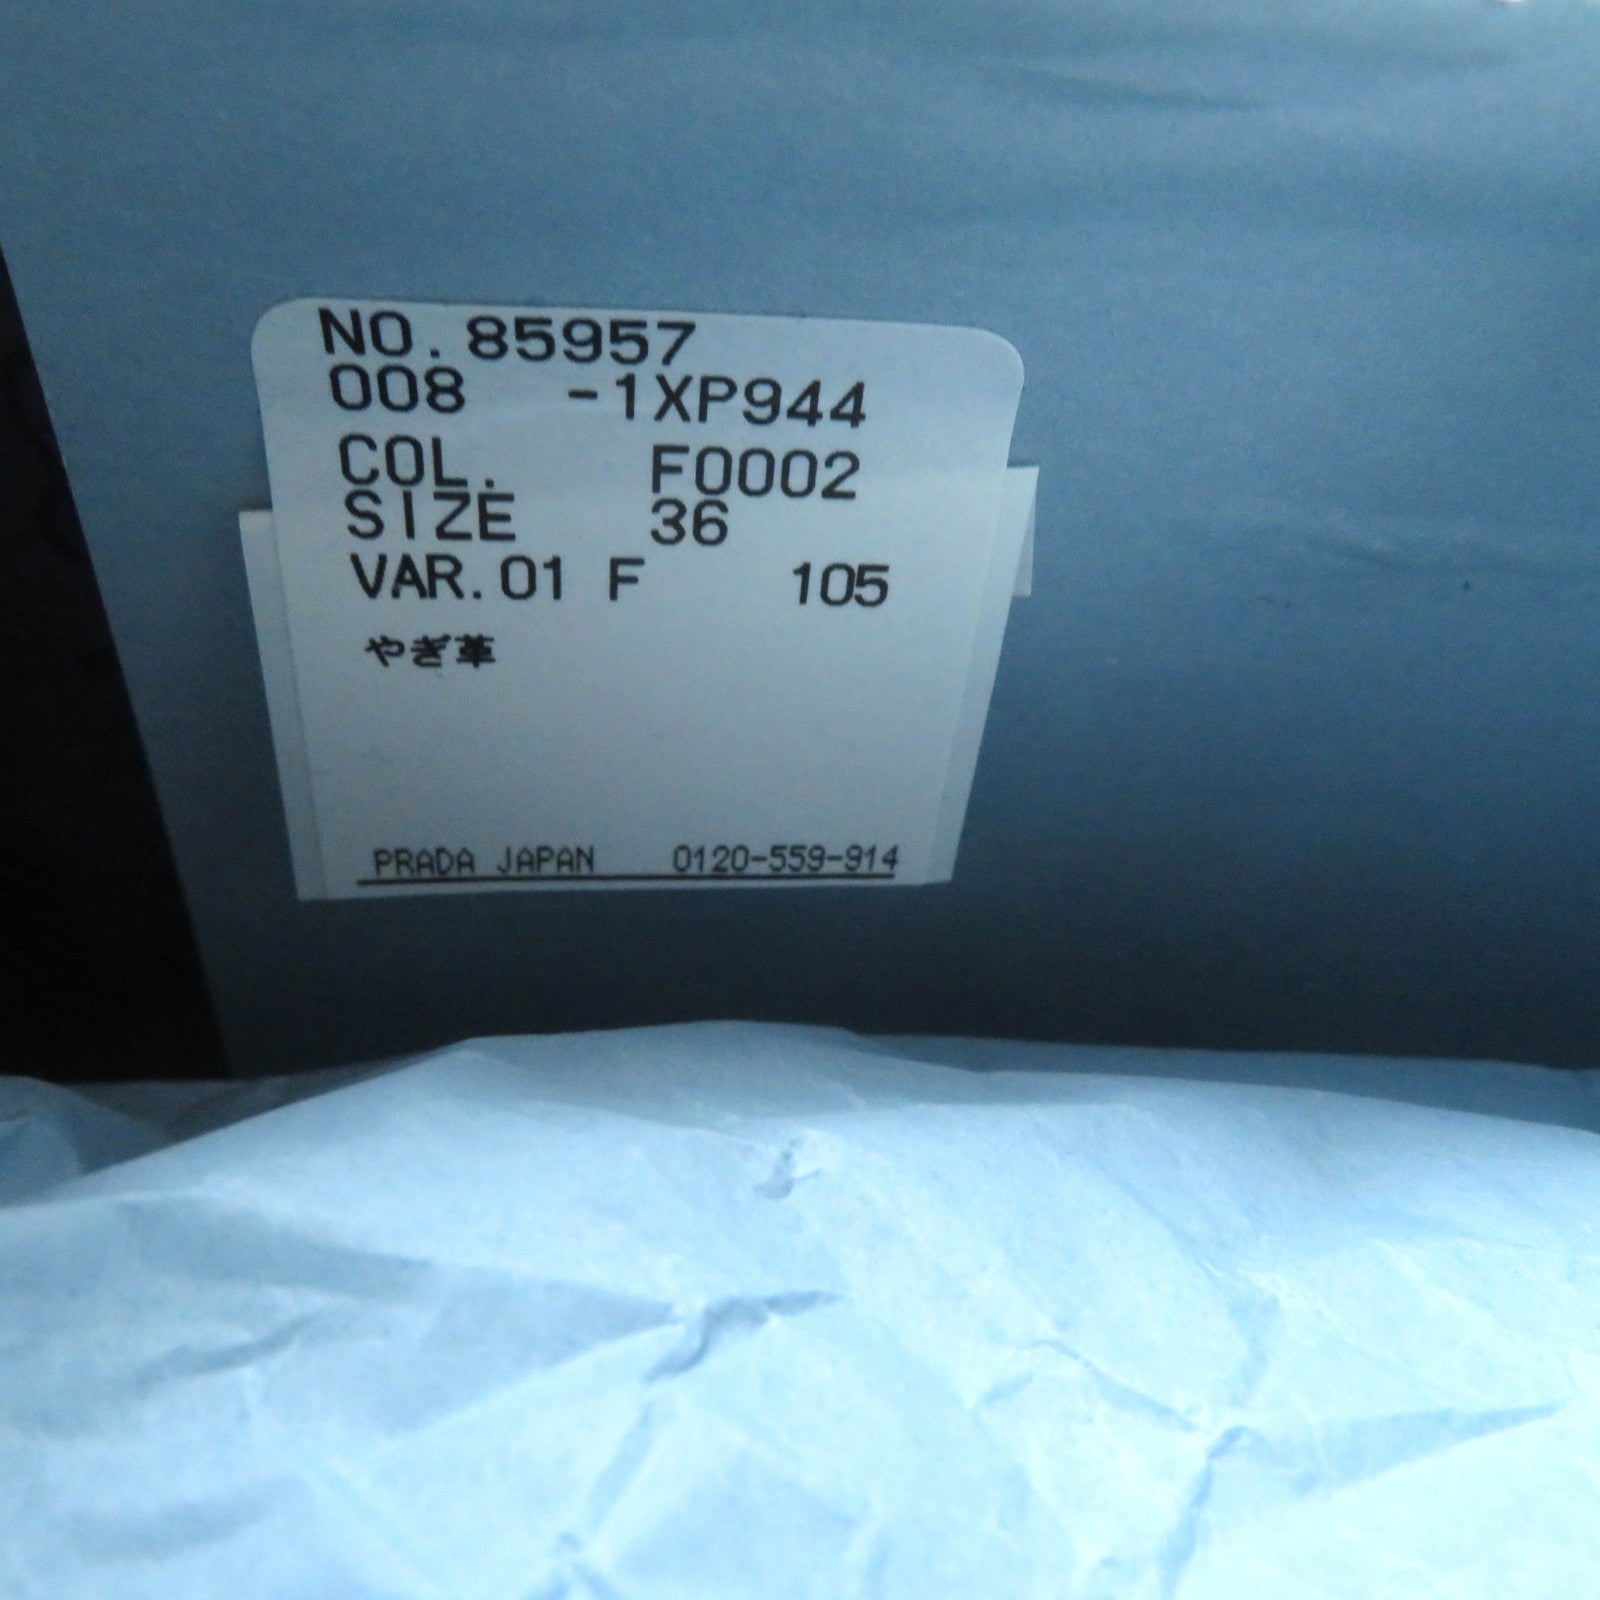 NO. 85957
008 -1XP944
COL. F0002
SIZE 36
VAR. 01 F 105
やぎ革
PRADA JAPAN 0120-559-914